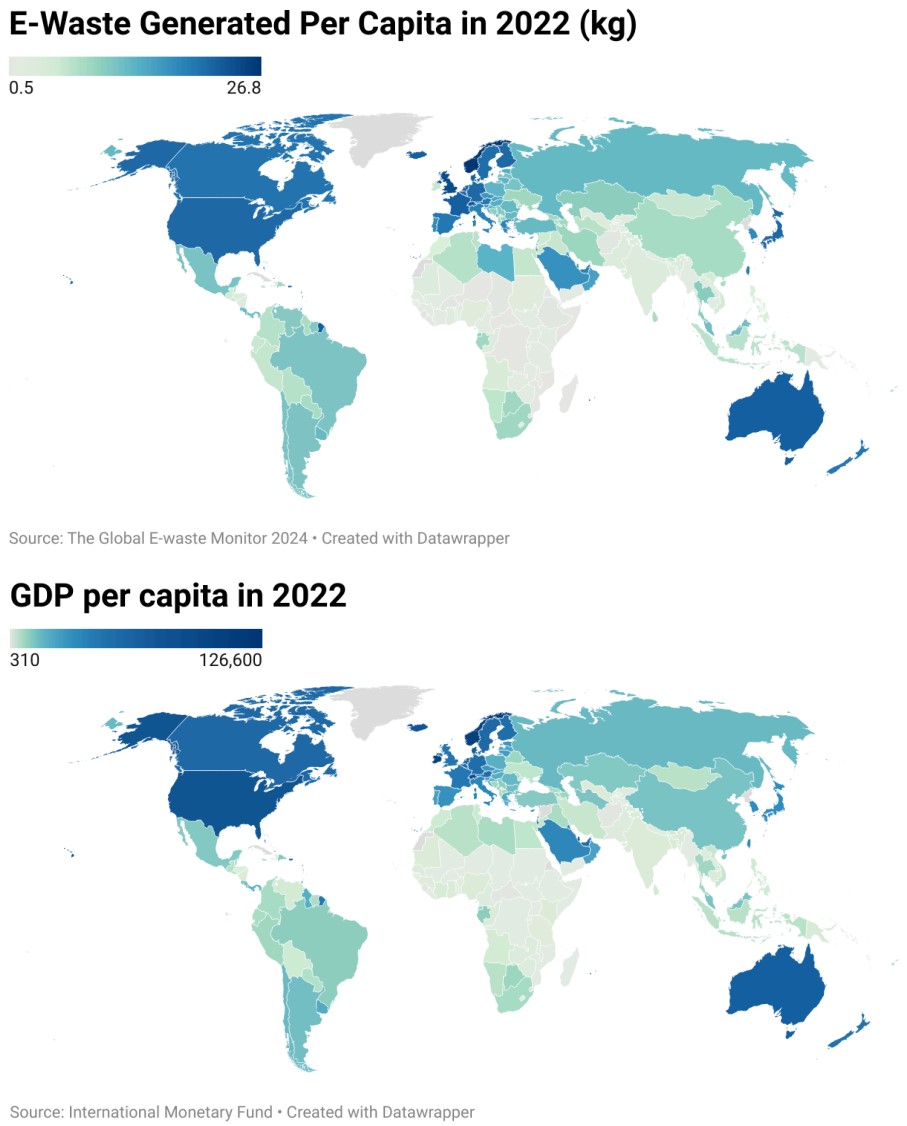 E-Waste Generated Per Capita in 2022 (kg)
0.5 26.8
Source: The Global E-waste Monitor 2024 • Created with Datawrapper
GDP per capita in 2022
310 126,600
Source: International Monetary Fund • Created with Datawrapper